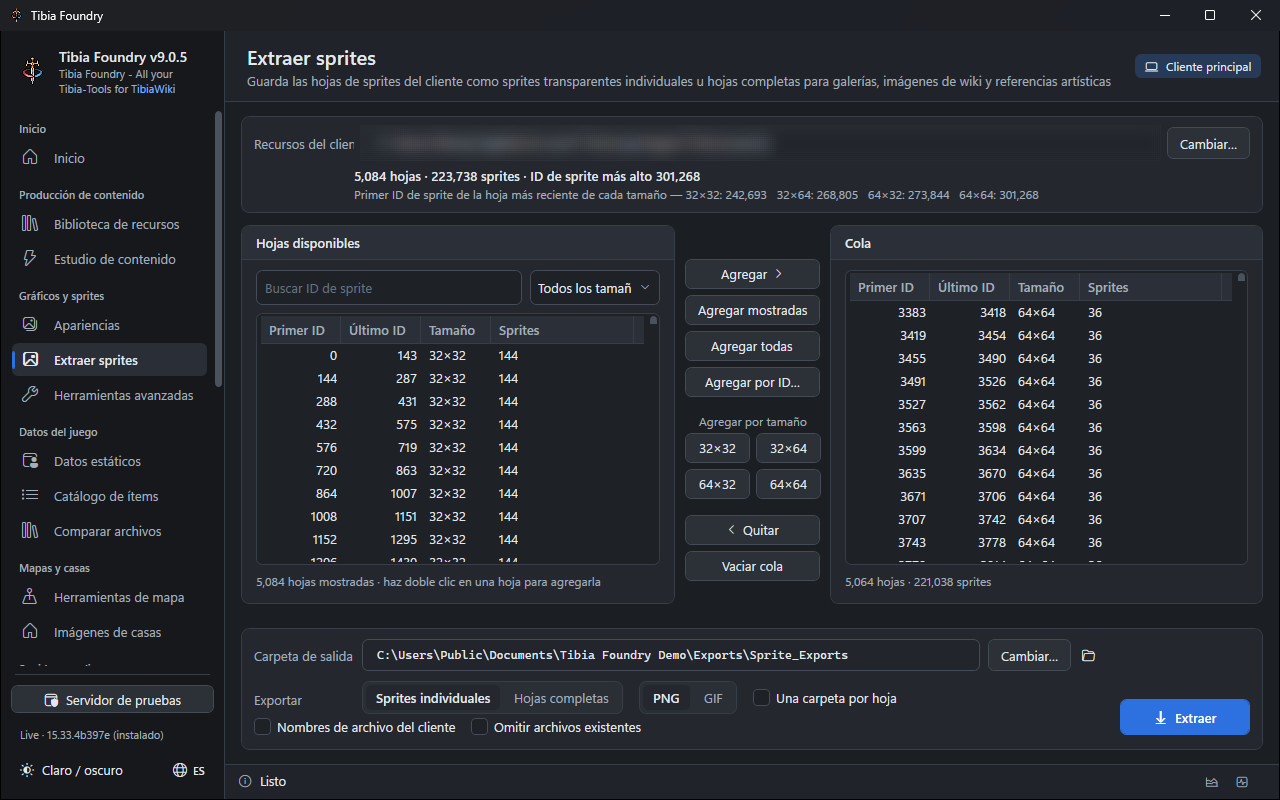 Tibia Foundry
Tibia Foundry v9.0.5
Tibia Foundry - All your
Tibia-Tools for TibiaWiki
Inicio
Inicio
Producción de contenido
Biblioteca de recursos
Estudio de contenido
Gráficos y sprites
Apariencias
Extraer sprites
Herramientas avanzadas
Datos del juego
Datos estáticos
Catálogo de ítems
Comparar archivos
Mapas y casas
Herramientas de mapa
Imágenes de casas
Servidor de pruebas
Live · 15.33.4b397e (instalado)
Claro / oscuro
ES
Extraer sprites
Guarda las hojas de sprites del cliente como sprites transparentes individuales u hojas completas para galerías, imágenes de wiki y referencias artísticas
Cliente principal
Recursos del clien
Cambiar...
5,084 hojas · 223,738 sprites · ID de sprite más alto 301,268
Primer ID de sprite de la hoja más reciente de cada tamaño — 32×32: 242,693 32×64: 268,805 64×32: 273,844 64×64: 301,268
Hojas disponibles
Buscar ID de sprite
Todos los tamañ
Primer ID Último ID Tamaño Sprites
0 143 32×32 144
144 287 32×32 144
288 431 32×32 144
432 575 32×32 144
576 719 32×32 144
720 863 32×32 144
864 1007 32×32 144
1008 1151 32×32 144
1152 1295 32×32 144
5,084 hojas mostradas · haz doble clic en una hoja para agregarla
Agregar
Agregar mostradas
Agregar todas
Agregar por ID...
Agregar por tamaño
32×32 32×64
64×32 64×64
Quitar
Vaciar cola
Cola
Primer ID Último ID Tamaño Sprites
3383 3418 64×64 36
3419 3454 64×64 36
3455 3490 64×64 36
3491 3526 64×64 36
3527 3562 64×64 36
3563 3598 64×64 36
3599 3634 64×64 36
3635 3670 64×64 36
3671 3706 64×64 36
3707 3742 64×64 36
3743 3778 64×64 36
5,064 hojas · 221,038 sprites
Carpeta de salida
C:\Users\Public\Documents\Tibia Foundry Demo\Exports\Sprite_Exports
Cambiar...
Exportar
Sprites individuales Hojas completas
PNG GIF
Una carpeta por hoja
Nombres de archivo del cliente
Omitir archivos existentes
Extraer
Listo